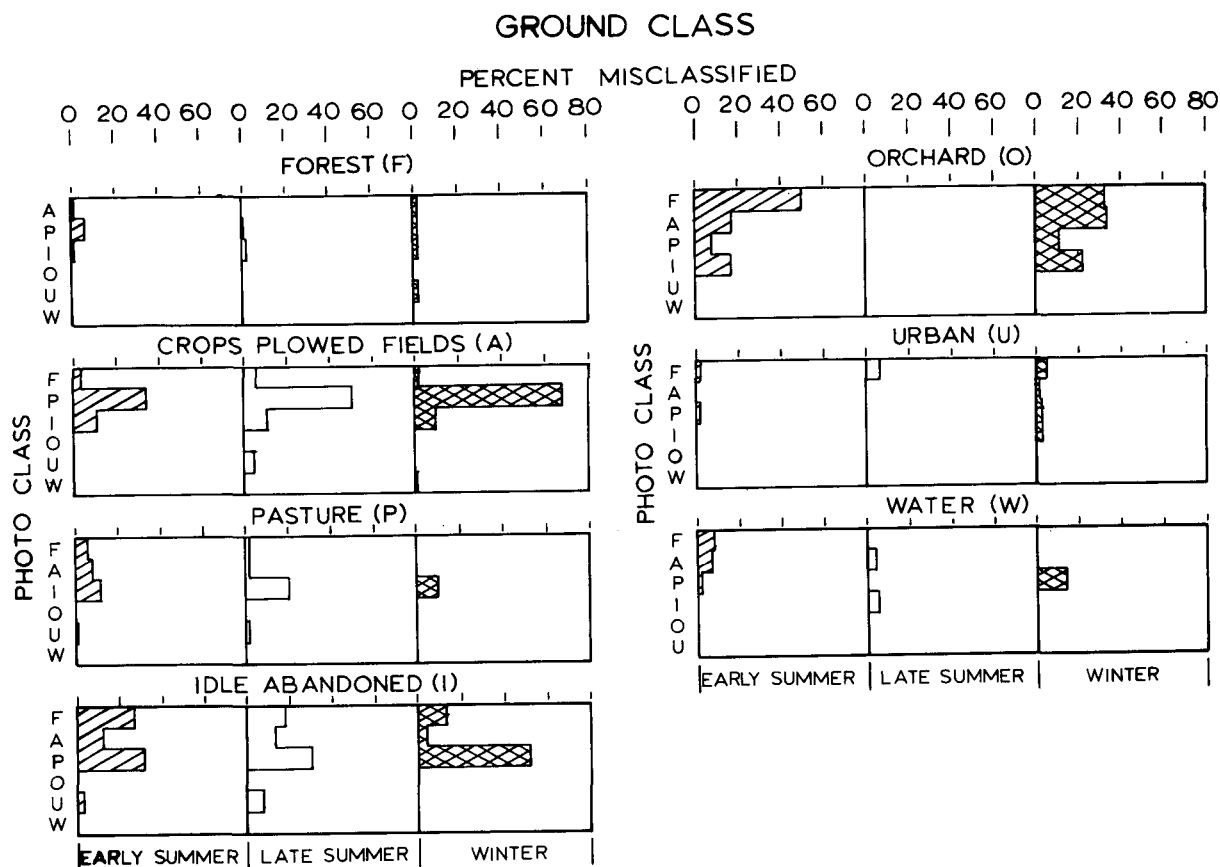 GROUND CLASS
PERCENT MISCLASSIFIED
0 20 40 60 0 20 40 60 0 20 40 60 80
FOREST (F)
A
P
I
O
U
W
CROPS PLOWED FIELDS (A)
F
P
I
O
U
W
PHOTO CLASS
PASTURE (P)
F
A
I
O
U
W
IDLE ABANDONED (I)
F
A
P
O
U
W
EARLY SUMMER LATE SUMMER WINTER
0 20 40 60 0 20 40 60 0 20 40 60 80
ORCHARD (O)
F
A
P
I
U
W
URBAN (U)
F
A
P
I
O
W
PHOTO CLASS
WATER (W)
F
A
P
I
O
U
EARLY SUMMER LATE SUMMER WINTER